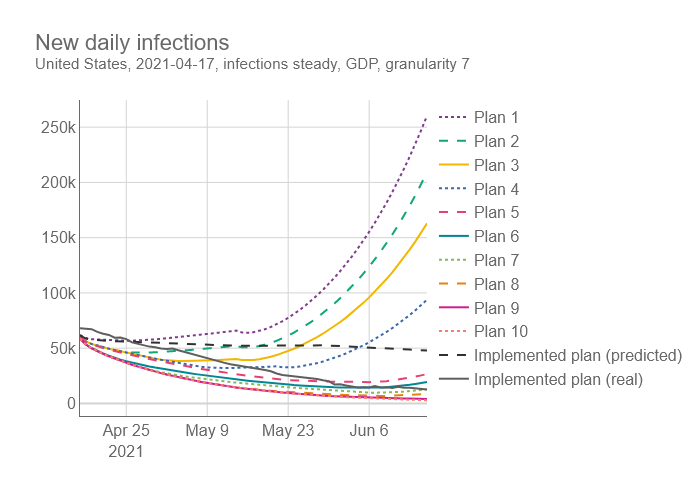 New daily infections
United States, 2021-04-17, infections steady, GDP, granularity 7
250k
200k
150k
100k
50k
0
Apr 25
2021
May 9
May 23
Jun 6
Plan 1
Plan 2
Plan 3
Plan 4
Plan 5
Plan 6
Plan 7
Plan 8
Plan 9
Plan 10
Implemented plan (predicted)
Implemented plan (real)